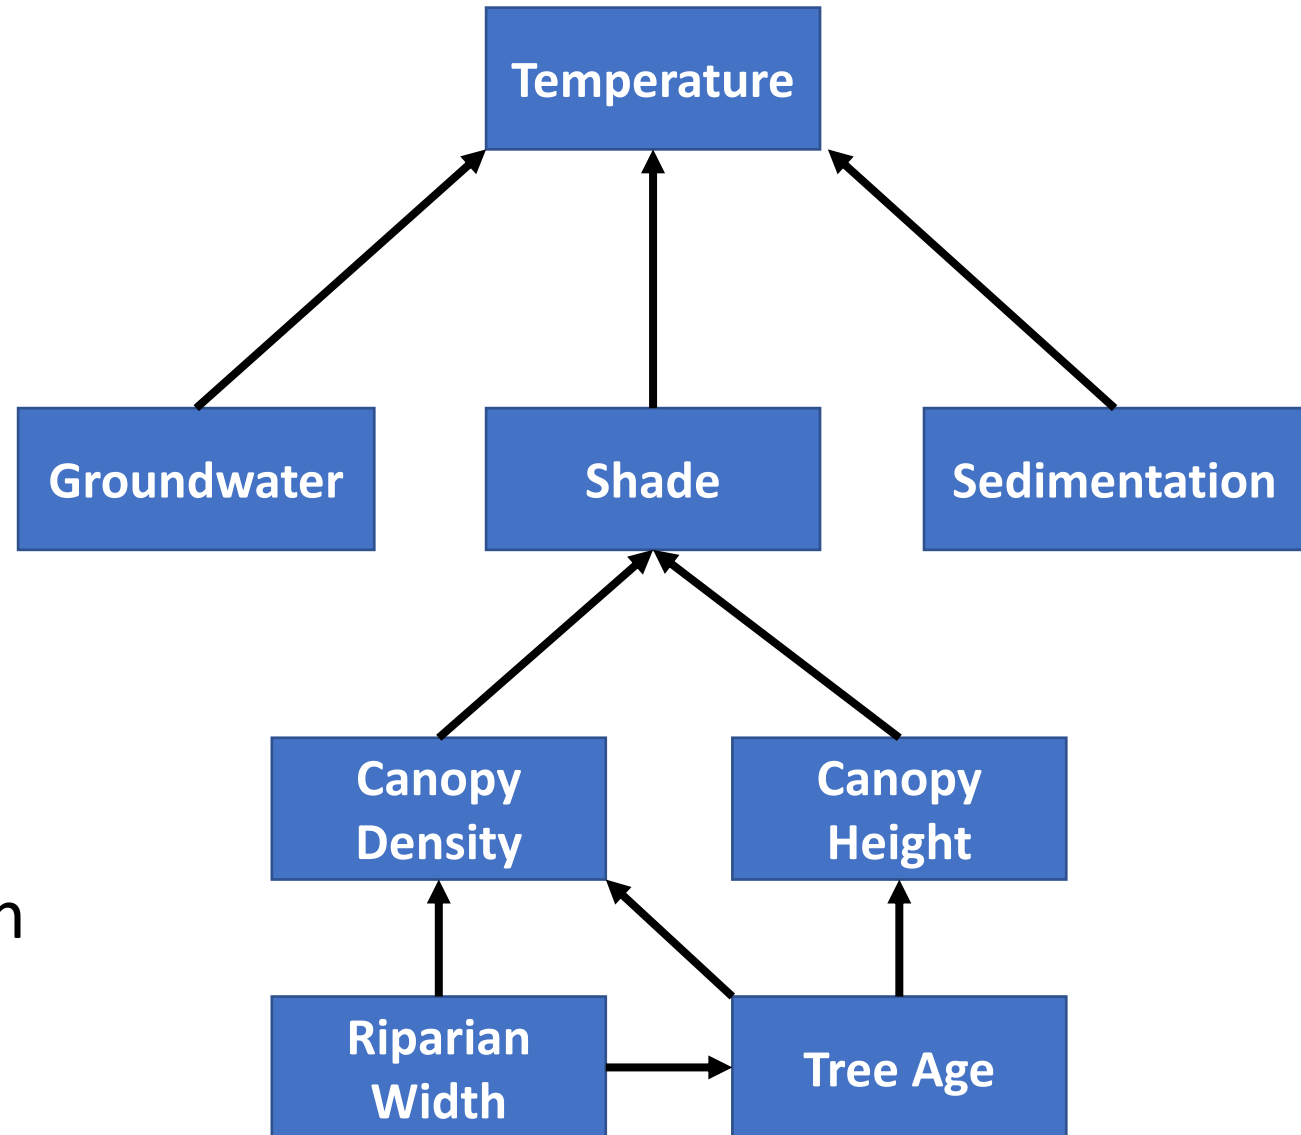 Temperature
Groundwater
Shade
Sedimentation
Canopy
Density
Canopy
Height
n
Riparian
Width
Tree Age